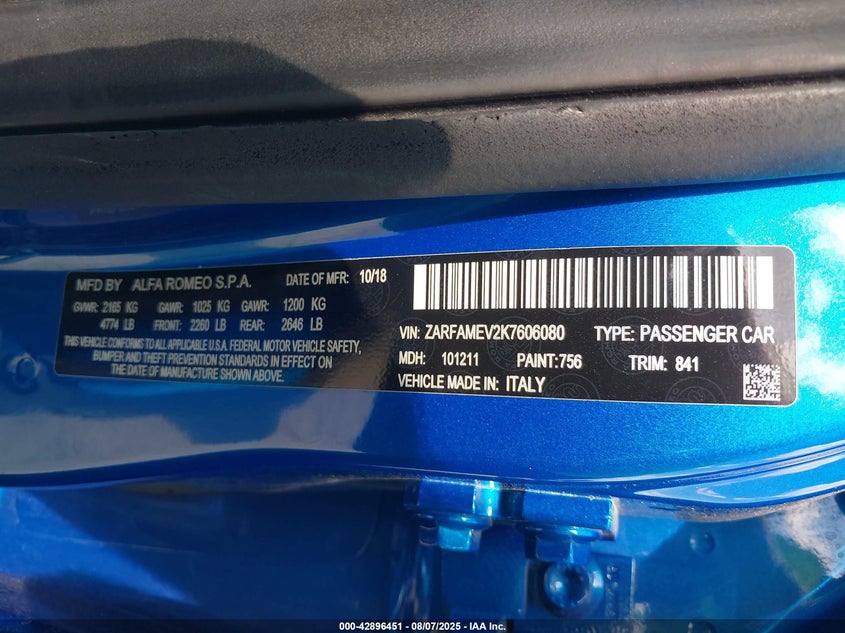 MFD BY ALFA ROMEO S.P.A. DATE OF MFR: 10/18
GVWR: 2165 KG GAWR: 1025 KG GAWR: 1200 KG
4774 LB FRONT: 2260 LB REAR: 2646 LB
THIS VEHICLE CONFORMS TO ALL APPLICABLE U.S.A. FEDERAL MOTOR VEHICLE SAFETY,
BUMPER AND THEFT PREVENTION STANDARDS IN EFFECT ON
THE DATE OF MANUFACTURE SHOWN ABOVE.
VIN: ZARFAMEV2K7606080 TYPE: PASSENGER CAR
MDH: 101211 PAINT:756 TRIM: 841
VEHICLE MADE IN: ITALY
000-42896451 - 08/07/2025 - IAA Inc.